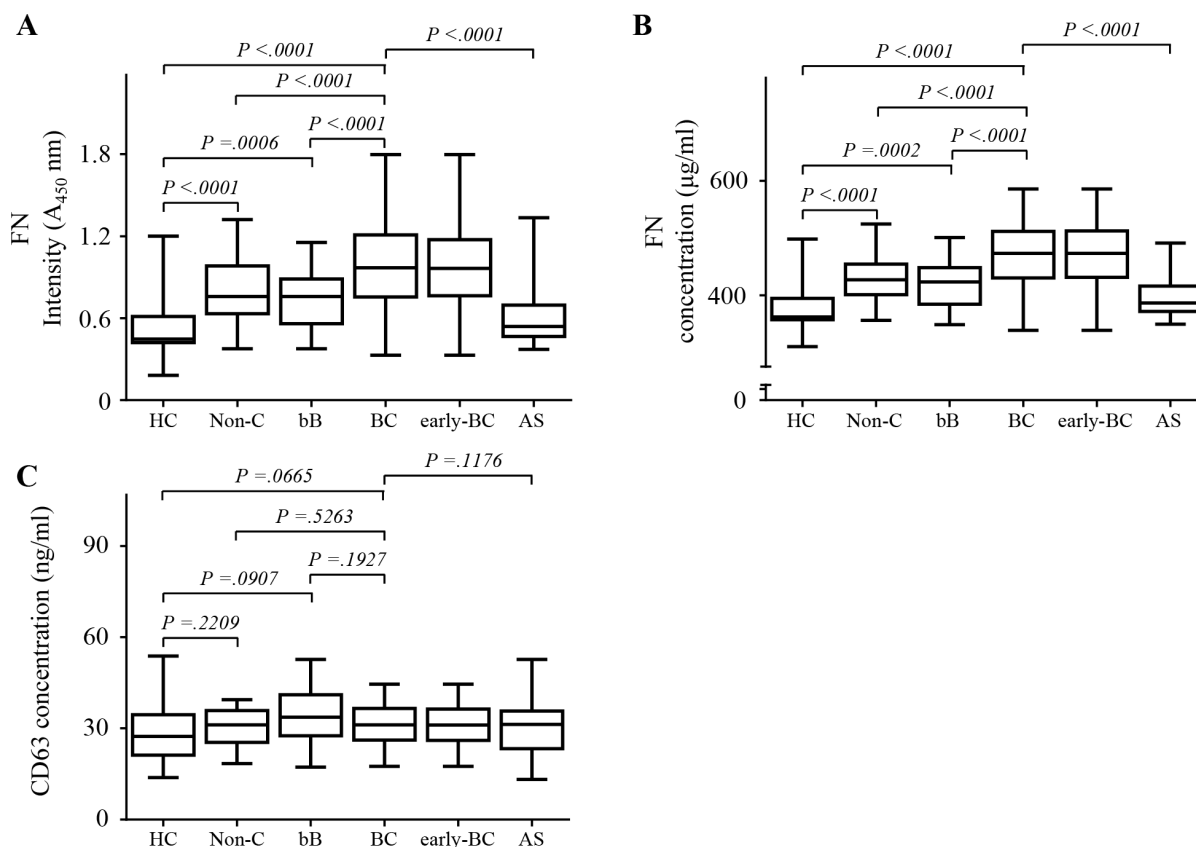 A
P <.0001
P <.0001
P <.0001
P =.0006
P <.0001
P <.0001
FN
Intensity (A450 nm)
1.8
1.2
0.6
0
HC Non-C bB BC early-BC AS
B
P <.0001
P <.0001
P <.0001
P =.0002
P <.0001
P <.0001
FN
concentration (µg/ml)
600
400
0
HC Non-C bB BC early-BC AS
C
P =.1176
P =.0665
P =.5263
P =.1927
P =.0907
P =.2209
CD63 concentration (ng/ml)
90
60
30
0
HC Non-C bB BC early-BC AS